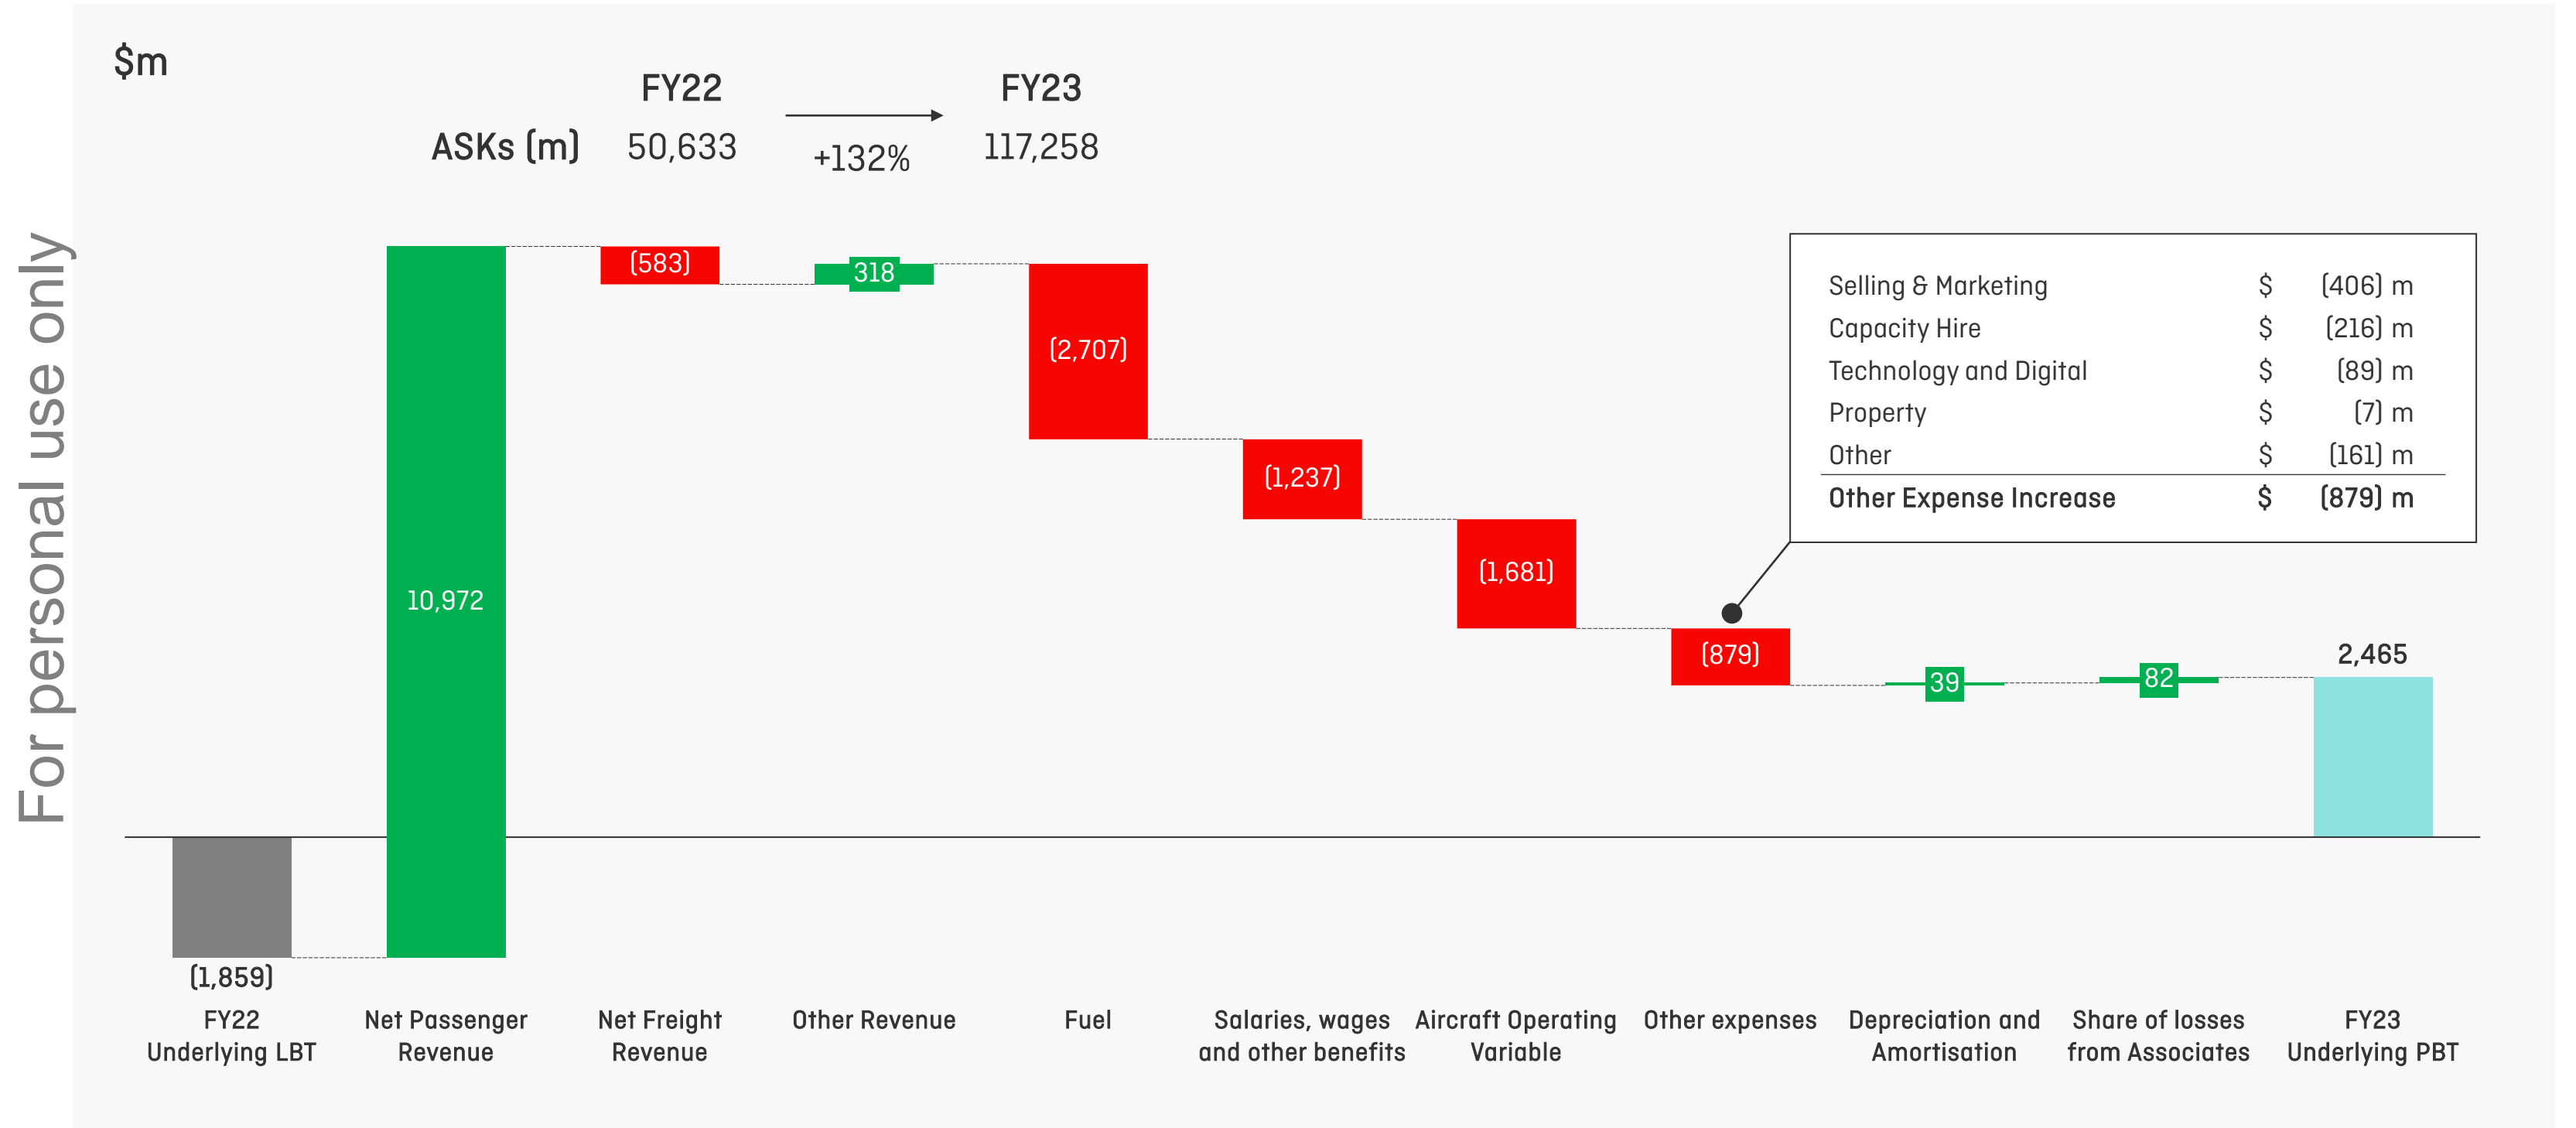 For personal use only
$m
FY22 FY23
ASKs (m) 50,633 +132% 117,258
Selling & Marketing $ (406) m
Capacity Hire $ (216) m
Technology and Digital $ (89) m
Property $ (7) m
Other $ (161) m
Other Expense Increase $ (879) m
(1,859)
10,972
(583)
318
(2,707)
(1,237)
(1,681)
(879)
39
82
2,465
FY22
Underlying LBT
Net Passenger
Revenue
Net Freight
Revenue
Other Revenue
Fuel
Salaries, wages
and other benefits
Aircraft Operating
Variable
Other expenses
Depreciation and
Amortisation
Share of losses
from Associates
FY23
Underlying PBT